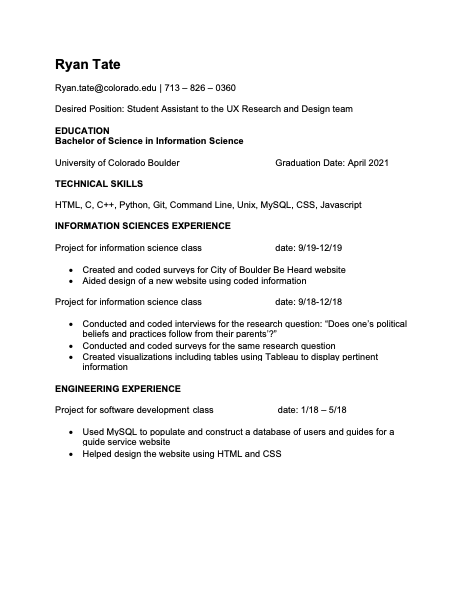 Ryan Tate
Ryan.tate@colorado.edu | 713 – 826 – 0360
Desired Position: Student Assistant to the UX Research and Design team
EDUCATION
Bachelor of Science in Information Science
University of Colorado Boulder Graduation Date: April 2021
TECHNICAL SKILLS
HTML, C, C++, Python, Git, Command Line, Unix, MySQL, CSS, Javascript
INFORMATION SCIENCES EXPERIENCE
Project for information science class date: 9/19-12/19
• Created and coded surveys for City of Boulder Be Heard website
• Aided design of a new website using coded information
Project for information science class date: 9/18-12/18
• Conducted and coded interviews for the research question: “Does one’s political
beliefs and practices follow from their parents’?”
• Conducted and coded surveys for the same research question
• Created visualizations including tables using Tableau to display pertinent
information
ENGINEERING EXPERIENCE
Project for software development class date: 1/18 – 5/18
• Used MySQL to populate and construct a database of users and guides for a
guide service website
• Helped design the website using HTML and CSS